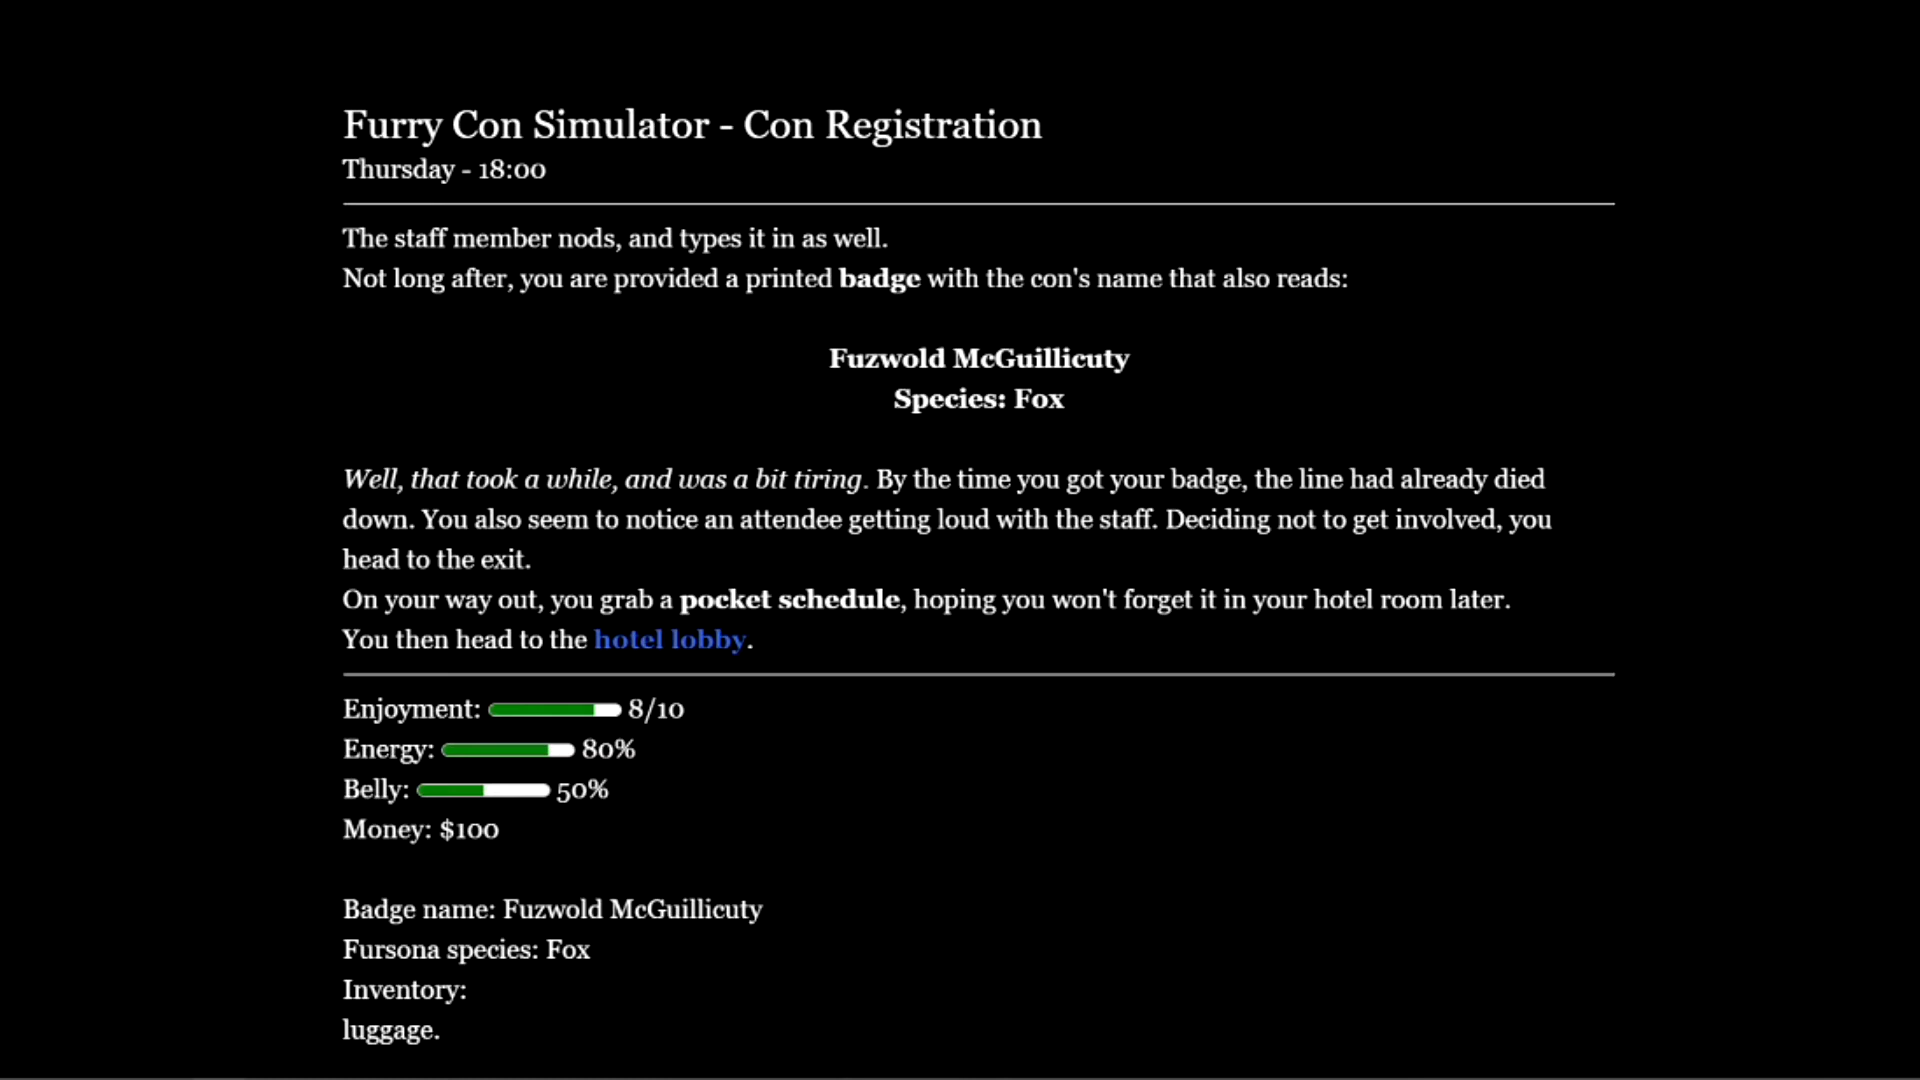 Furry Con Simulator - Con Registration
Thursday - 18:00
The staff member nods, and types it in as well.
Not long after, you are provided a printed badge with the con's name that also reads:
Fuzwold McGuillicuty
Species: Fox
Well, that took a while, and was a bit tiring. By the time you got your badge, the line had already died
down. You also seem to notice an attendee getting loud with the staff. Deciding not to get involved, you
head to the exit.
On your way out, you grab a pocket schedule, hoping you won't forget it in your hotel room later.
You then head to the hotel lobby.
Enjoyment: 8/10
Energy: 80%
Belly: 50%
Money: $100
Badge name: Fuzwold McGuillicuty
Fursona species: Fox
Inventory:
luggage.